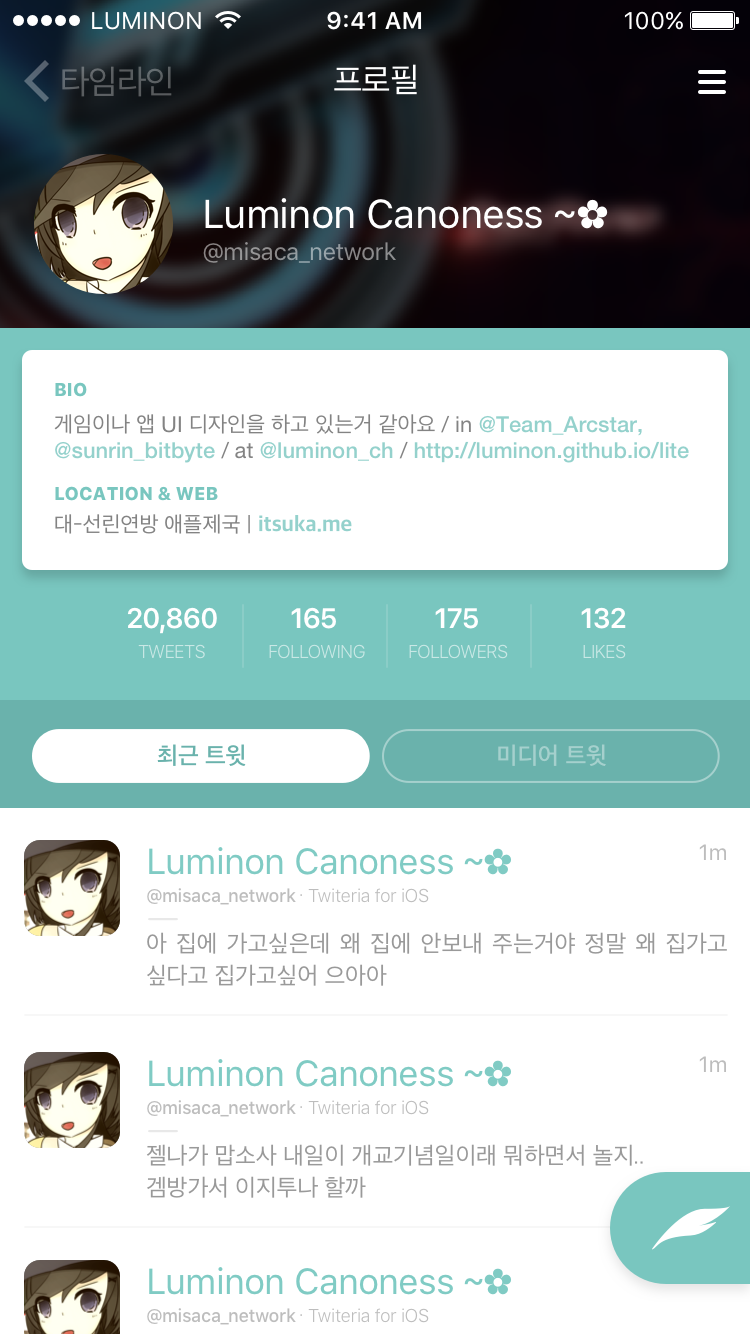 LUMINON 9:41 AM 100%
타임라인 프로필
Luminon Canoness ~✿
@misaca_network
BIO
게임이나 앱 UI 디자인을 하고 있는거 같아요 / in @Team_Arcstar,
@sunrin_bitbyte / at @luminon_ch / http://luminon.github.io/lite
LOCATION & WEB
대-선린연방 애플제국 | itsuka.me
20,860 165 175 132
TWEETS FOLLOWING FOLLOWERS LIKES
최근 트윗 미디어 트윗
Luminon Canoness ~✿ 1m
@misaca_network · Twiteria for iOS
아 집에 가고싶은데 왜 집에 안보내 주는거야 정말 왜 집가고
싶다고 집가고싶어 으아아
Luminon Canoness ~✿ 1m
@misaca_network · Twiteria for iOS
젤나가 맙소사 내일이 개교기념일이래 뭐하면서 놀지..
겜방가서 이지투나 할까
Luminon Canoness ~✿
@misaca_network · Twiteria for iOS